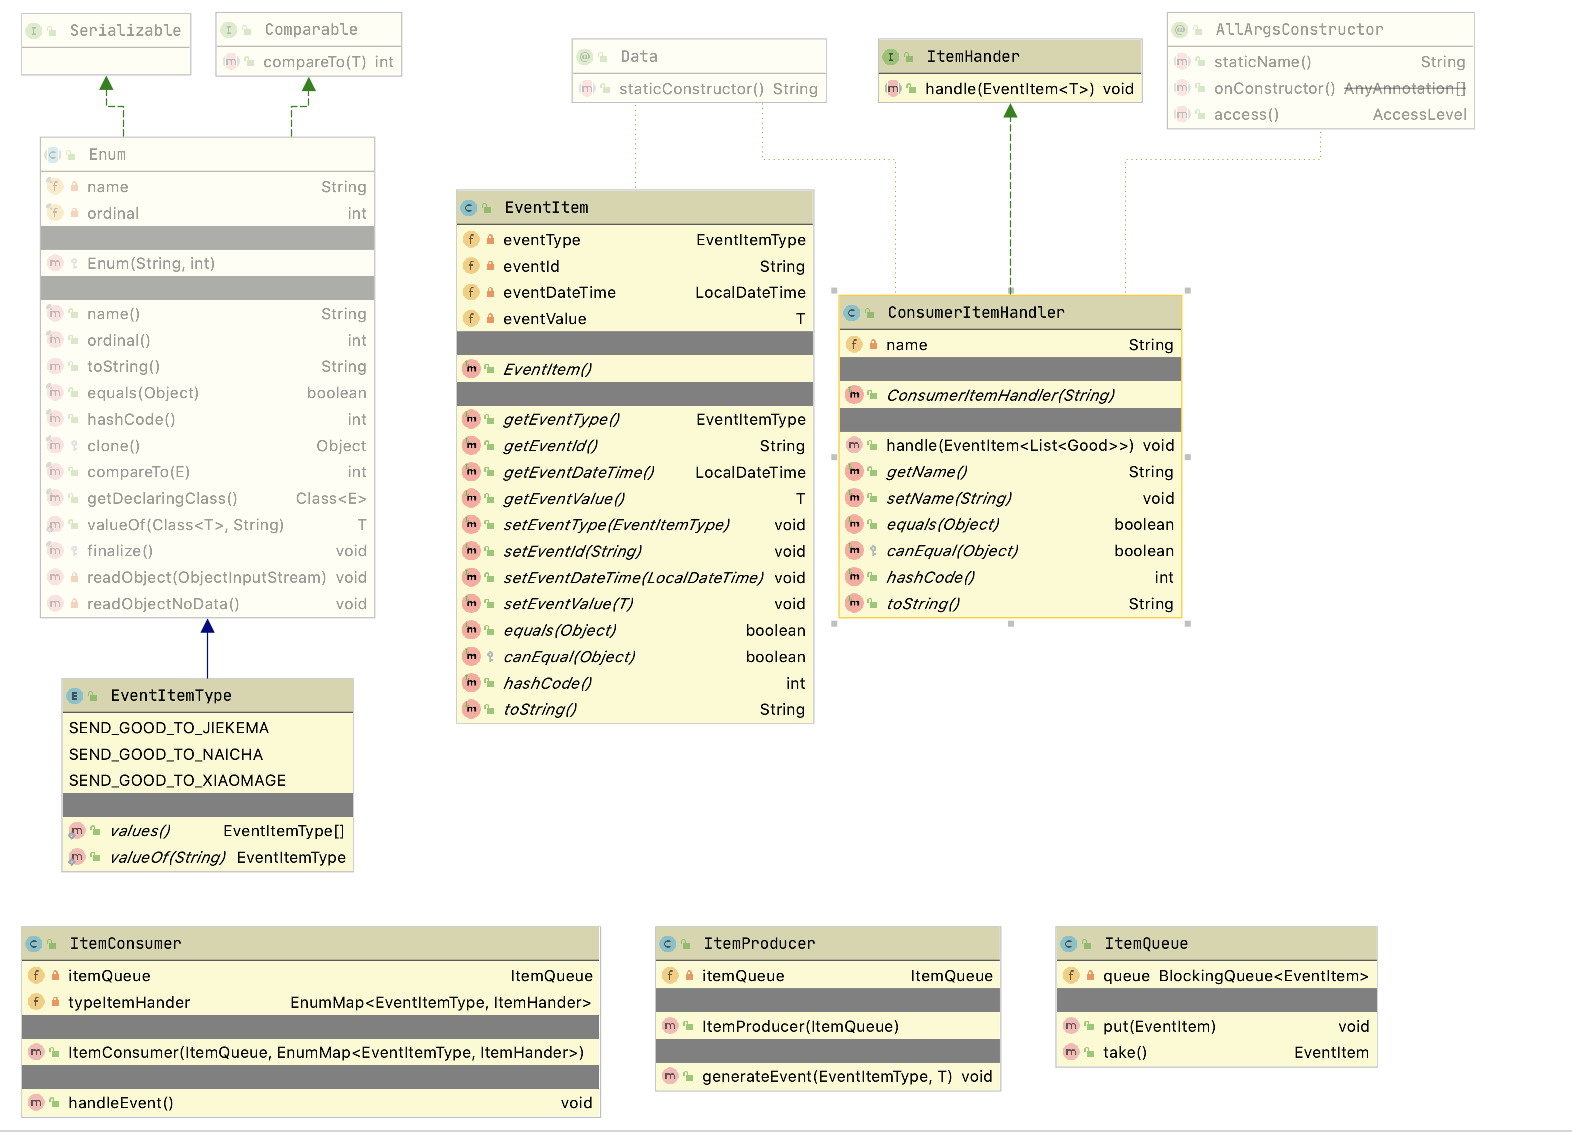 Serializable
Comparable
compareTo(T) int
Data
staticConstructor() String
ItemHander
handle(EventItem<T>) void
AllArgsConstructor
staticName() String
onConstructor() AnyAnnotation[]
access() AccessLevel
Enum
name String
ordinal int
Enum(String, int)
name() String
ordinal() int
toString() String
equals(Object) boolean
hashCode() int
clone() Object
compareTo(E) int
getDeclaringClass() Class<E>
valueOf(Class<T>, String) T
finalize() void
readObject(ObjectInputStream) void
readObjectNoData() void
EventItem
eventType EventItemType
eventId String
eventDateTime LocalDateTime
eventValue T
EventItem()
getEventType() EventItemType
getEventId() String
getEventDateTime() LocalDateTime
getEventValue() T
setEventType(EventItemType) void
setEventId(String) void
setEventDateTime(LocalDateTime) void
setEventValue(T) void
equals(Object) boolean
canEqual(Object) boolean
hashCode() int
toString() String
ConsumerItemHandler
name String
ConsumerItemHandler(String)
handle(EventItem<List<Good>>) void
getName() String
setName(String) void
equals(Object) boolean
canEqual(Object) boolean
hashCode() int
toString() String
EventItemType
SEND_GOOD_TO_JIEKEMA
SEND_GOOD_TO_NAICHA
SEND_GOOD_TO_XIAOMAGE
values() EventItemType[]
valueOf(String) EventItemType
ItemConsumer
itemQueue ItemQueue
typeItemHander EnumMap<EventItemType, ItemHander>
ItemConsumer(ItemQueue, EnumMap<EventItemType, ItemHander>)
handleEvent() void
ItemProducer
itemQueue ItemQueue
ItemProducer(ItemQueue)
generateEvent(EventItemType, T) void
ItemQueue
queue BlockingQueue<EventItem>
put(EventItem) void
take() EventItem